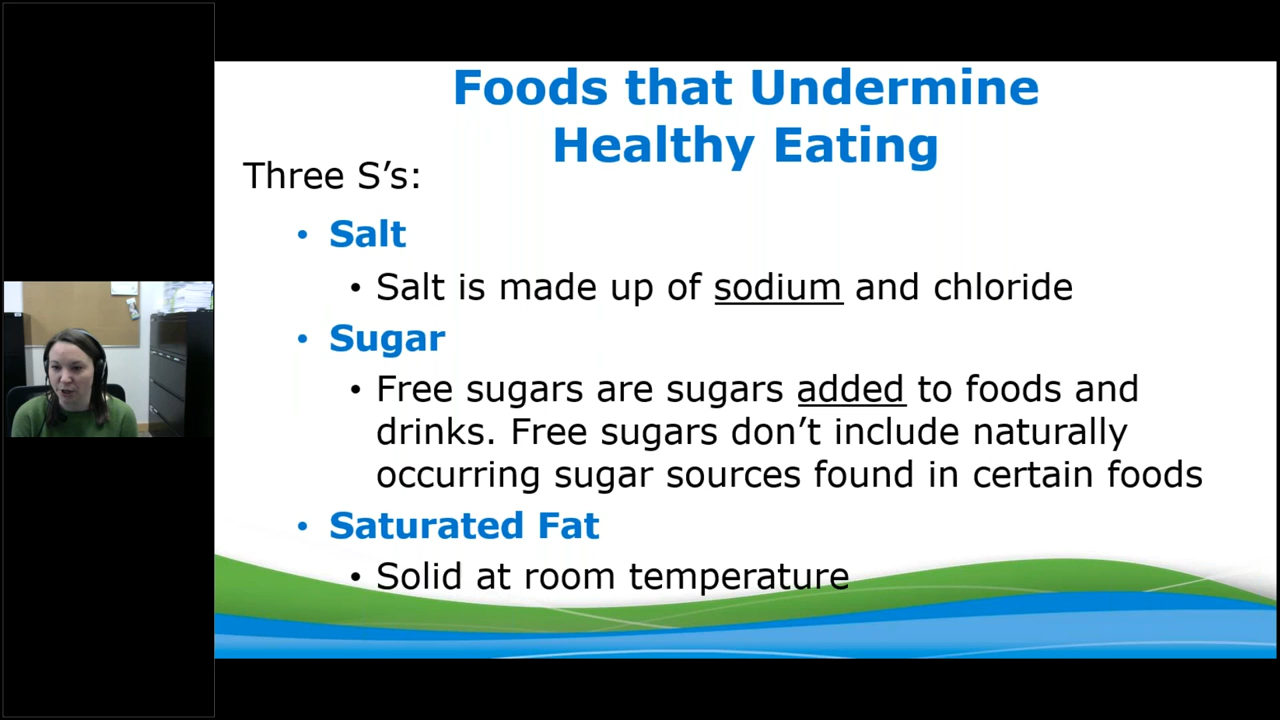 Foods that Undermine
Healthy Eating
Three S’s:
• Salt
• Salt is made up of sodium and chloride
• Sugar
• Free sugars are sugars added to foods and
drinks. Free sugars don’t include naturally
occurring sugar sources found in certain foods
• Saturated Fat
• Solid at room temperature